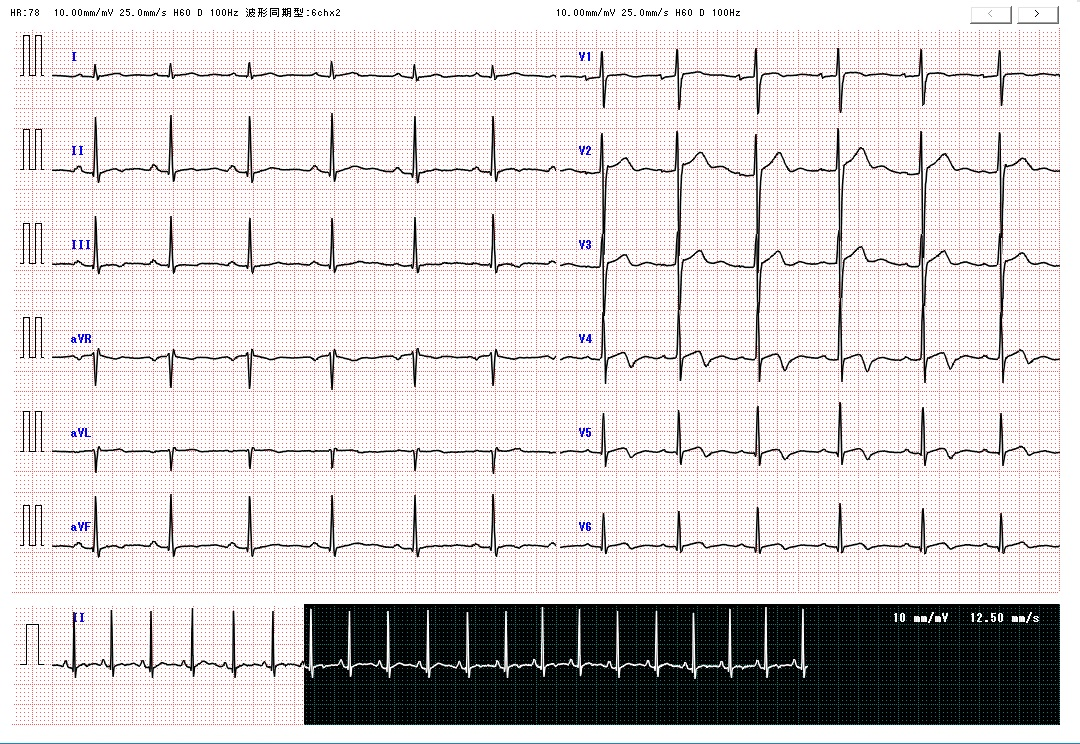 HR:78 10.00mm/mV 25.0mm/s H60 D 100Hz 波形同期型:6chx2
10.00mm/mV 25.0mm/s H60 D 100Hz
< >
I
V1
II
V2
III
V3
aVR
V4
aVL
V5
aVF
V6
II
10 mm/mV 12.50 mm/s